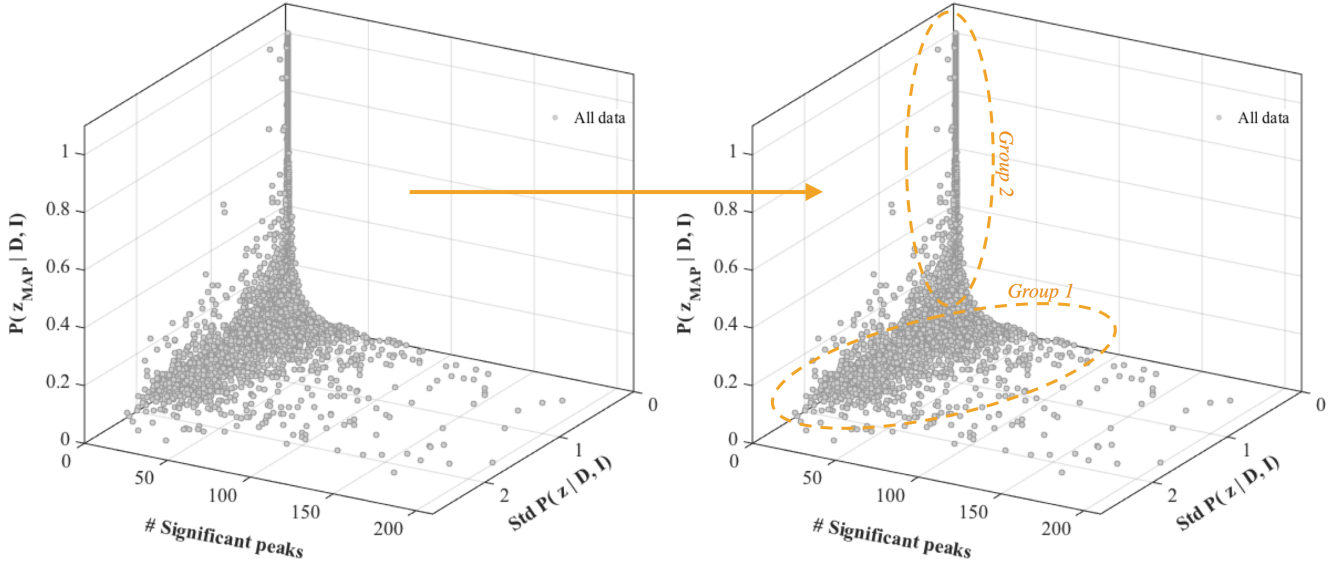 All data
1
0.8
0.6
0.4
0.2
0
P( z_MAP | D, I)
0
50
100
150
200
# Significant peaks
0
1
2
Std P( z | D, I)
All data
Group 2
Group 1
1
0.8
0.6
0.4
0.2
0
P( z_MAP | D, I)
0
50
100
150
200
# Significant peaks
0
1
2
Std P( z | D, I)